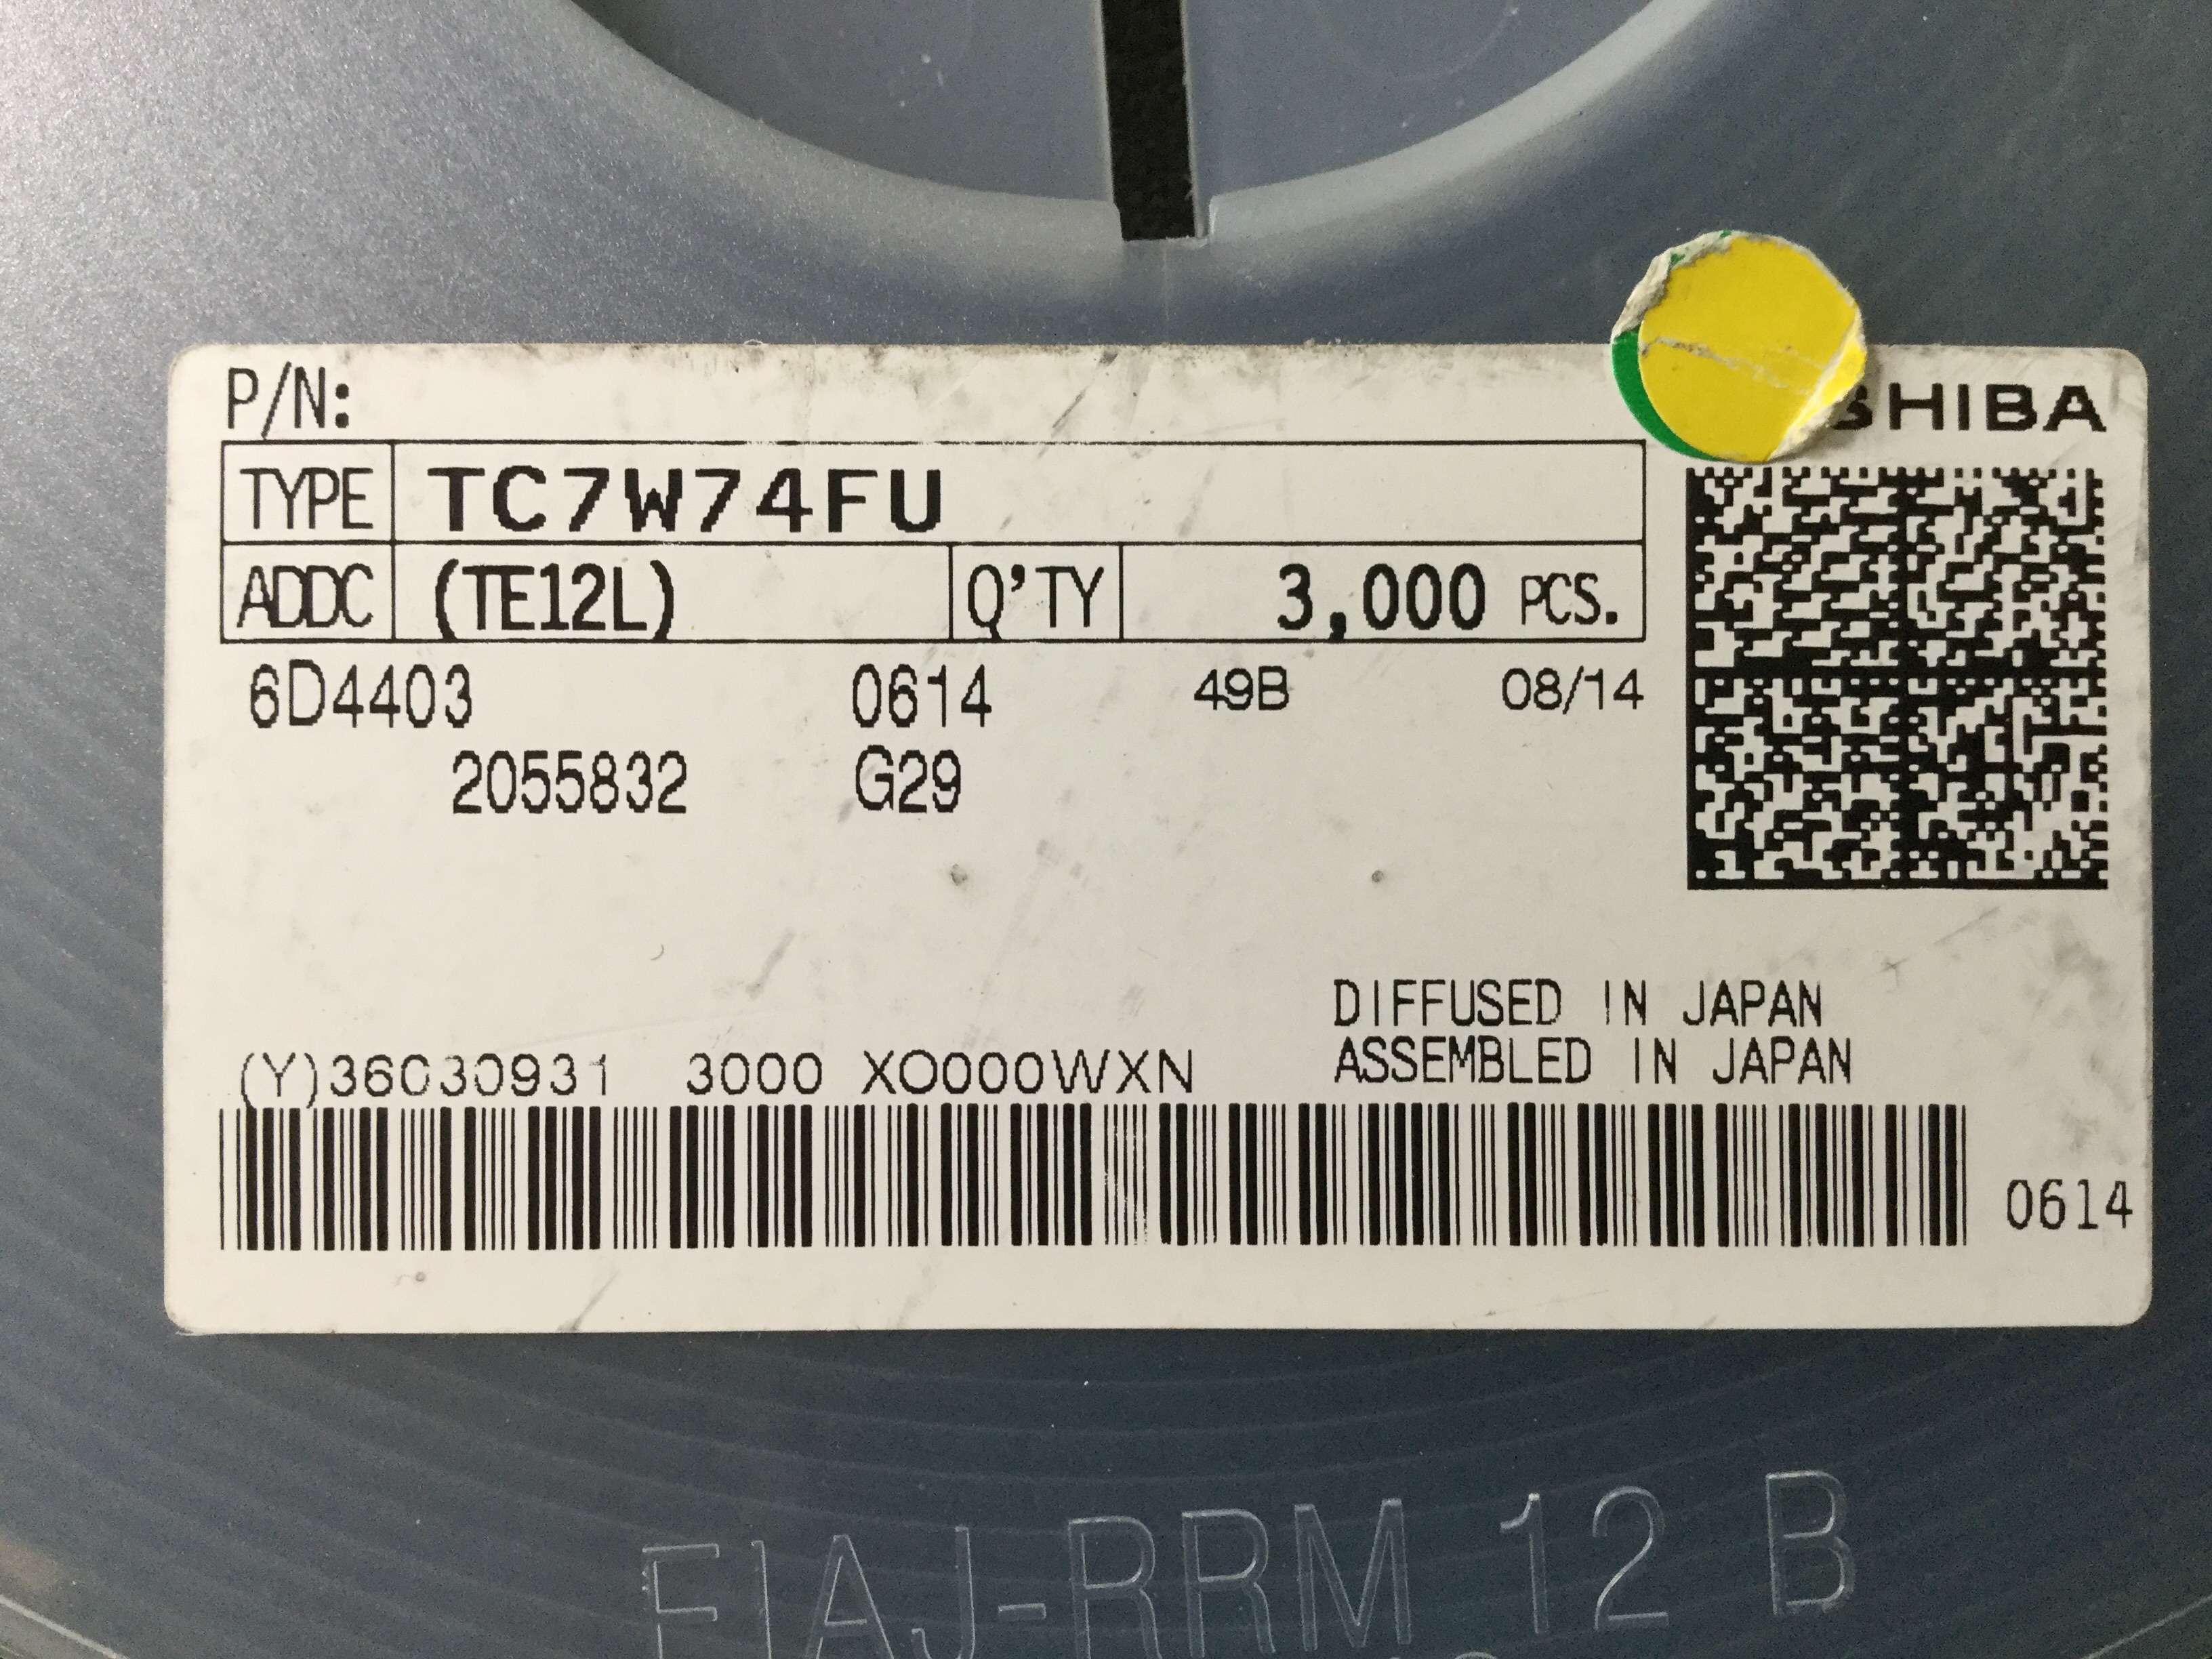 P/N:
SHIBA
TYPE TC7W74FU
ADDC (TE12L) Q'TY 3,000 PCS.
6D4403 0614 49B 08/14
2055832 G29
DIFFUSED IN JAPAN
ASSEMBLED IN JAPAN
(Y)36030931 3000 XO000WXN
0614
EIAJ-RRM 12 B